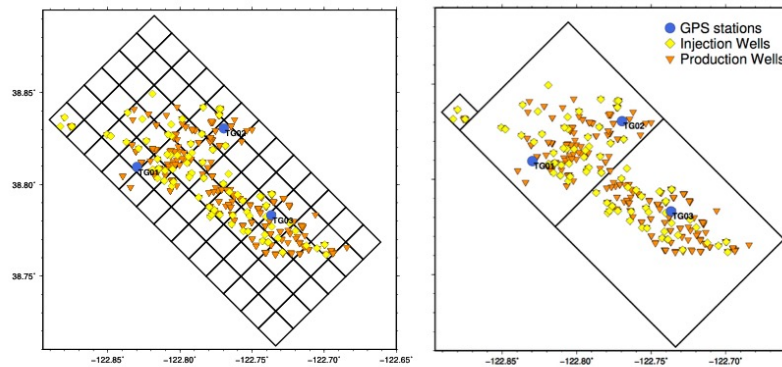 GPS stations
Injection Wells
Production Wells
38.85°
38.80°
38.75°
TG02
TG01
TG03
TG02
TG01
TG03
−122.85° −122.80° −122.75° −122.70° −122.65°
−122.85° −122.80° −122.75° −122.70°